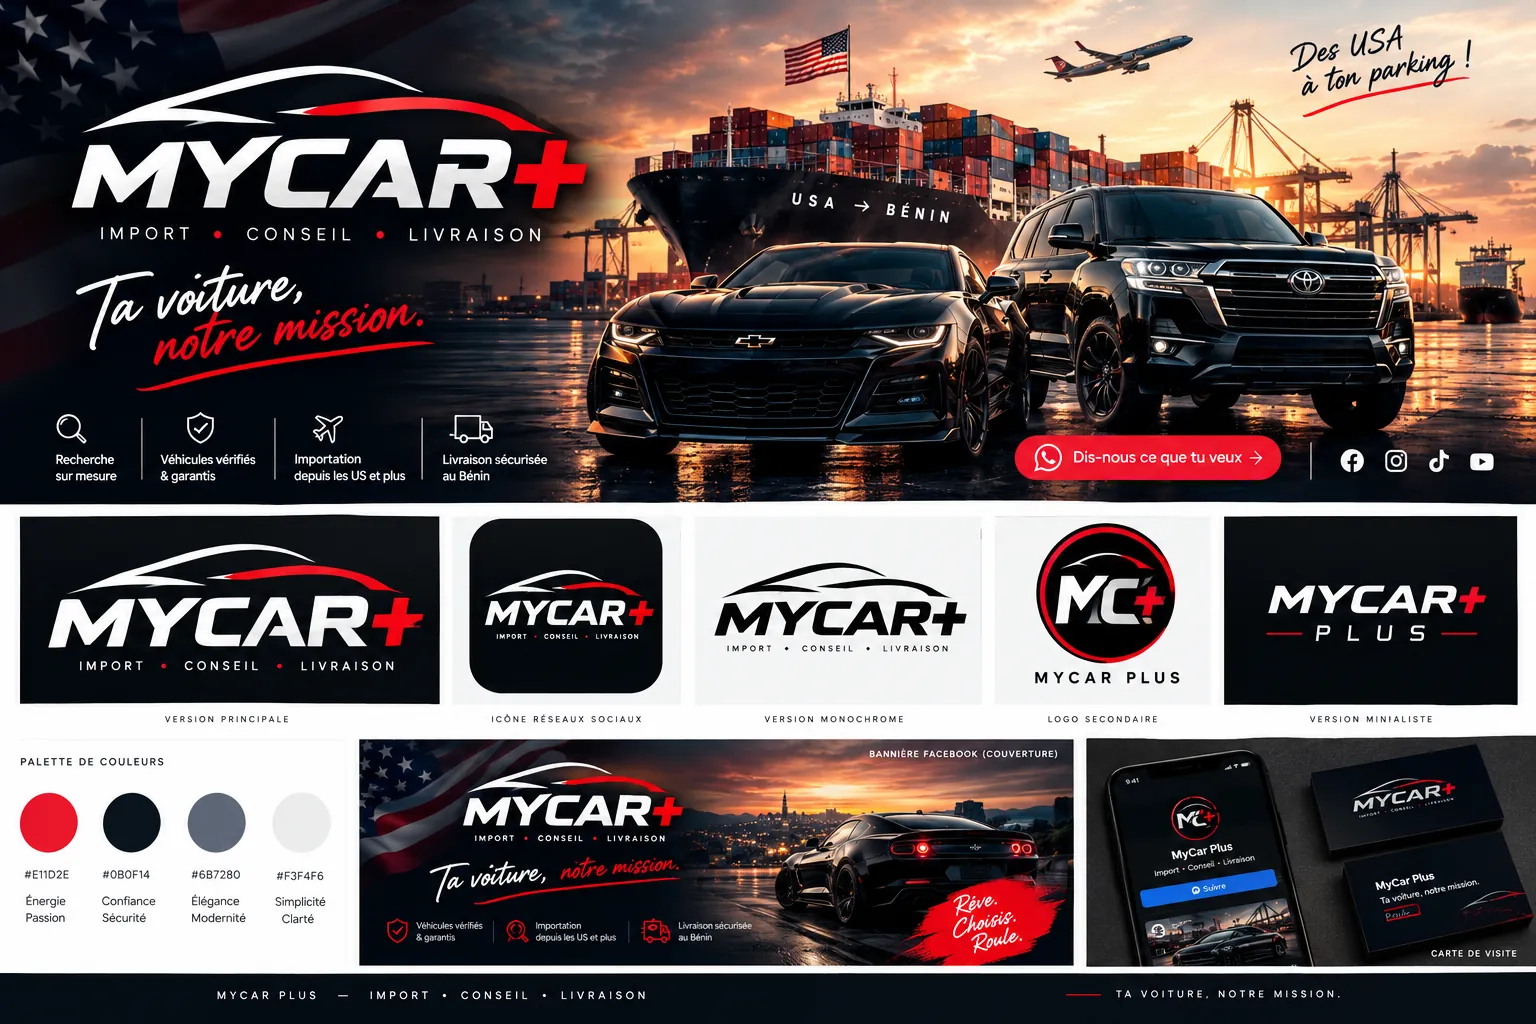 Des USA
à ton parking !
MYCAR+
IMPORT • CONSEIL • LIVRAISON
USA → BÉNIN
Ta voiture,
notre mission.
Recherche
sur mesure
Véhicules vérifiés
& garantis
Importation
depuis les US et plus
Livraison sécurisée
au Bénin
Dis-nous ce que tu veux →
MYCAR+
IMPORT • CONSEIL • LIVRAISON
VERSION PRINCIPALE
MYCAR+
IMPORT • CONSEIL • LIVRAISON
ICÔNE RÉSEAUX SOCIAUX
MYCAR+
IMPORT • CONSEIL • LIVRAISON
VERSION MONOCHROME
MC+
MYCAR PLUS
LOGO SECONDAIRE
MYCAR+
PLUS
VERSION MINIALISTE
PALETTE DE COULEURS
#E11D2E
Énergie
Passion
#0B0F14
Confiance
Sécurité
#6B7280
Élégance
Modernité
#F3F4F6
Simplicité
Clarté
BANNIÈRE FACEBOOK (COUVERTURE)
MYCAR+
IMPORT • CONSEIL • LIVRAISON
Ta voiture, notre mission.
Véhicules vérifiés
& garantis
Importation
depuis les US et plus
Livraison sécurisée
au Bénin
Rêve.
Choisis.
Roule.
9:41
MC+
MyCar Plus
Import • Conseil • Livraison
Suivre
MYCAR+
IMPORT • CONSEIL • LIVRAISON
MyCar Plus
Ta voiture, notre mission.
CARTE DE VISITE
MYCAR PLUS — IMPORT • CONSEIL • LIVRAISON
TA VOITURE, NOTRE MISSION.